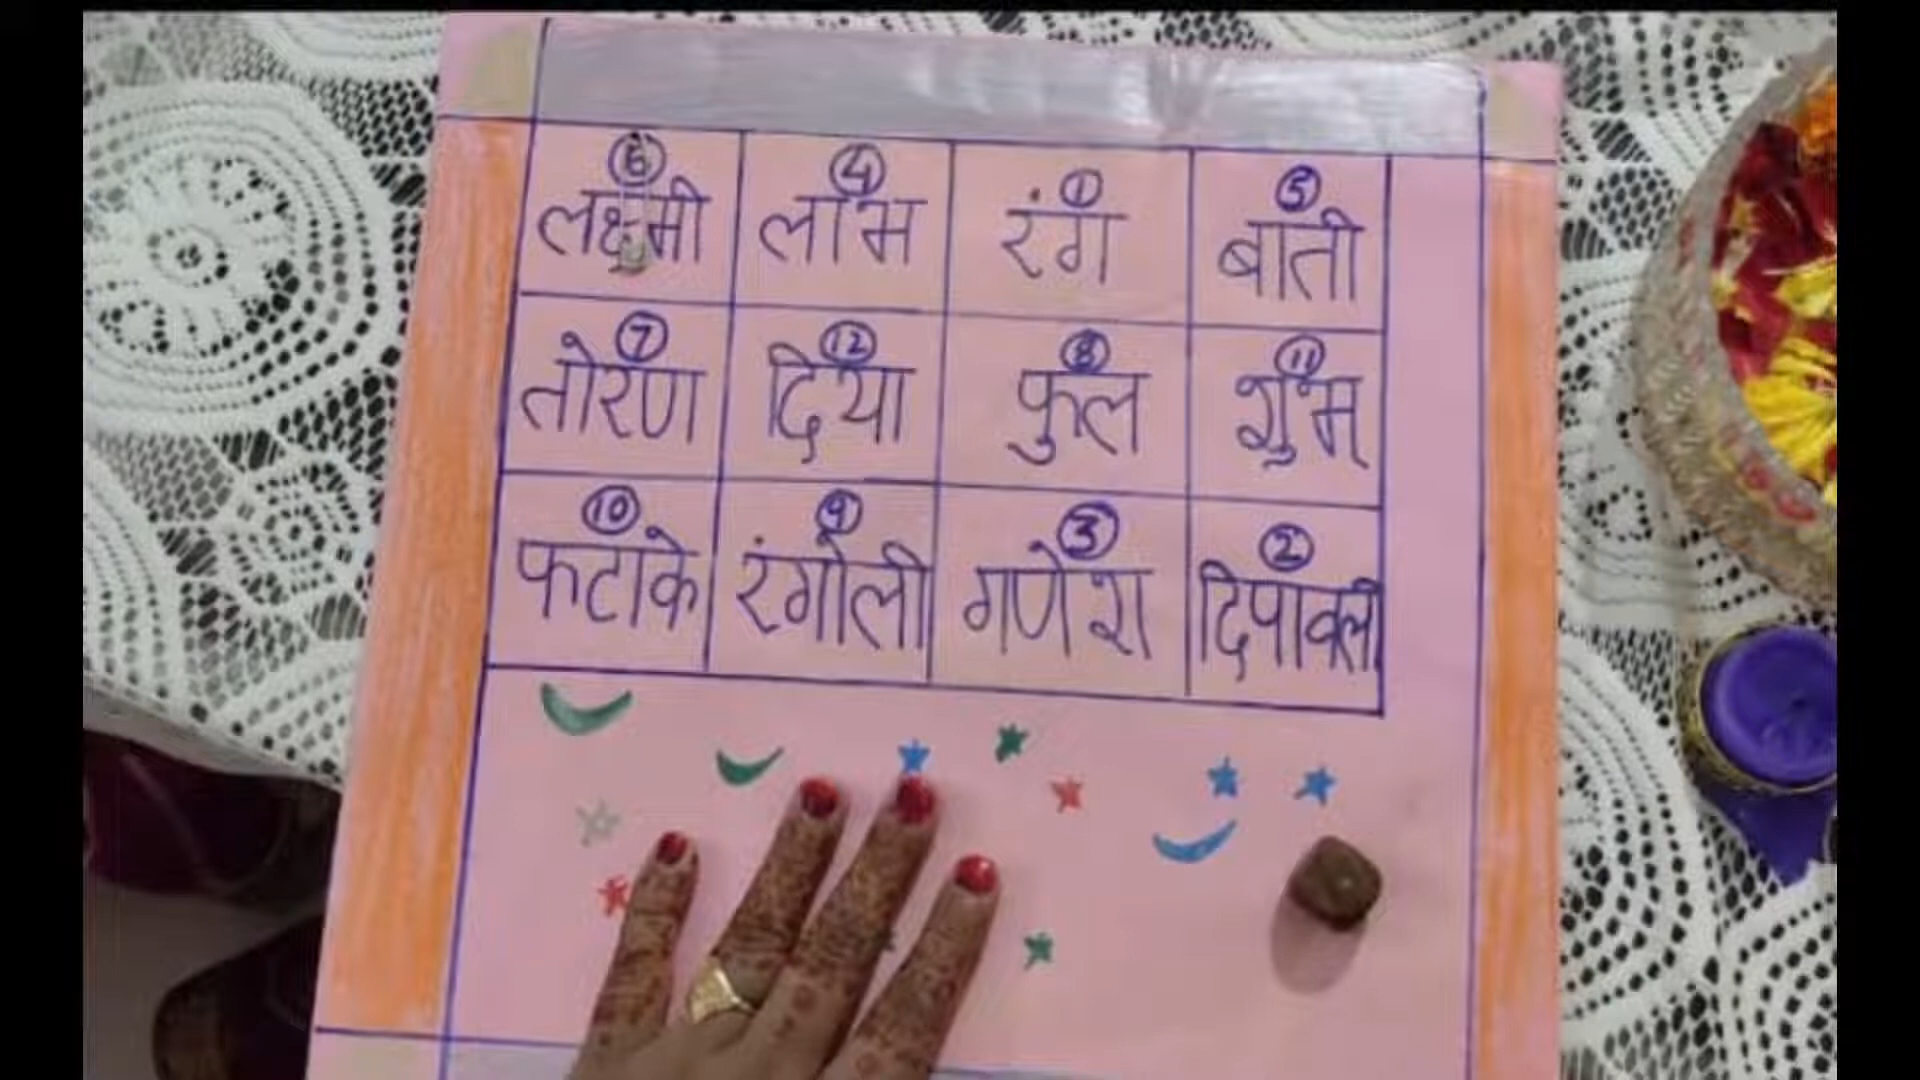 6 4 1 5
लक्ष्मी लाभ रंग बाती
7 12 8 11
तोरण दिया फुल शुभ
10 9 3 2
फटाके रंगोली गणेश दिपावली